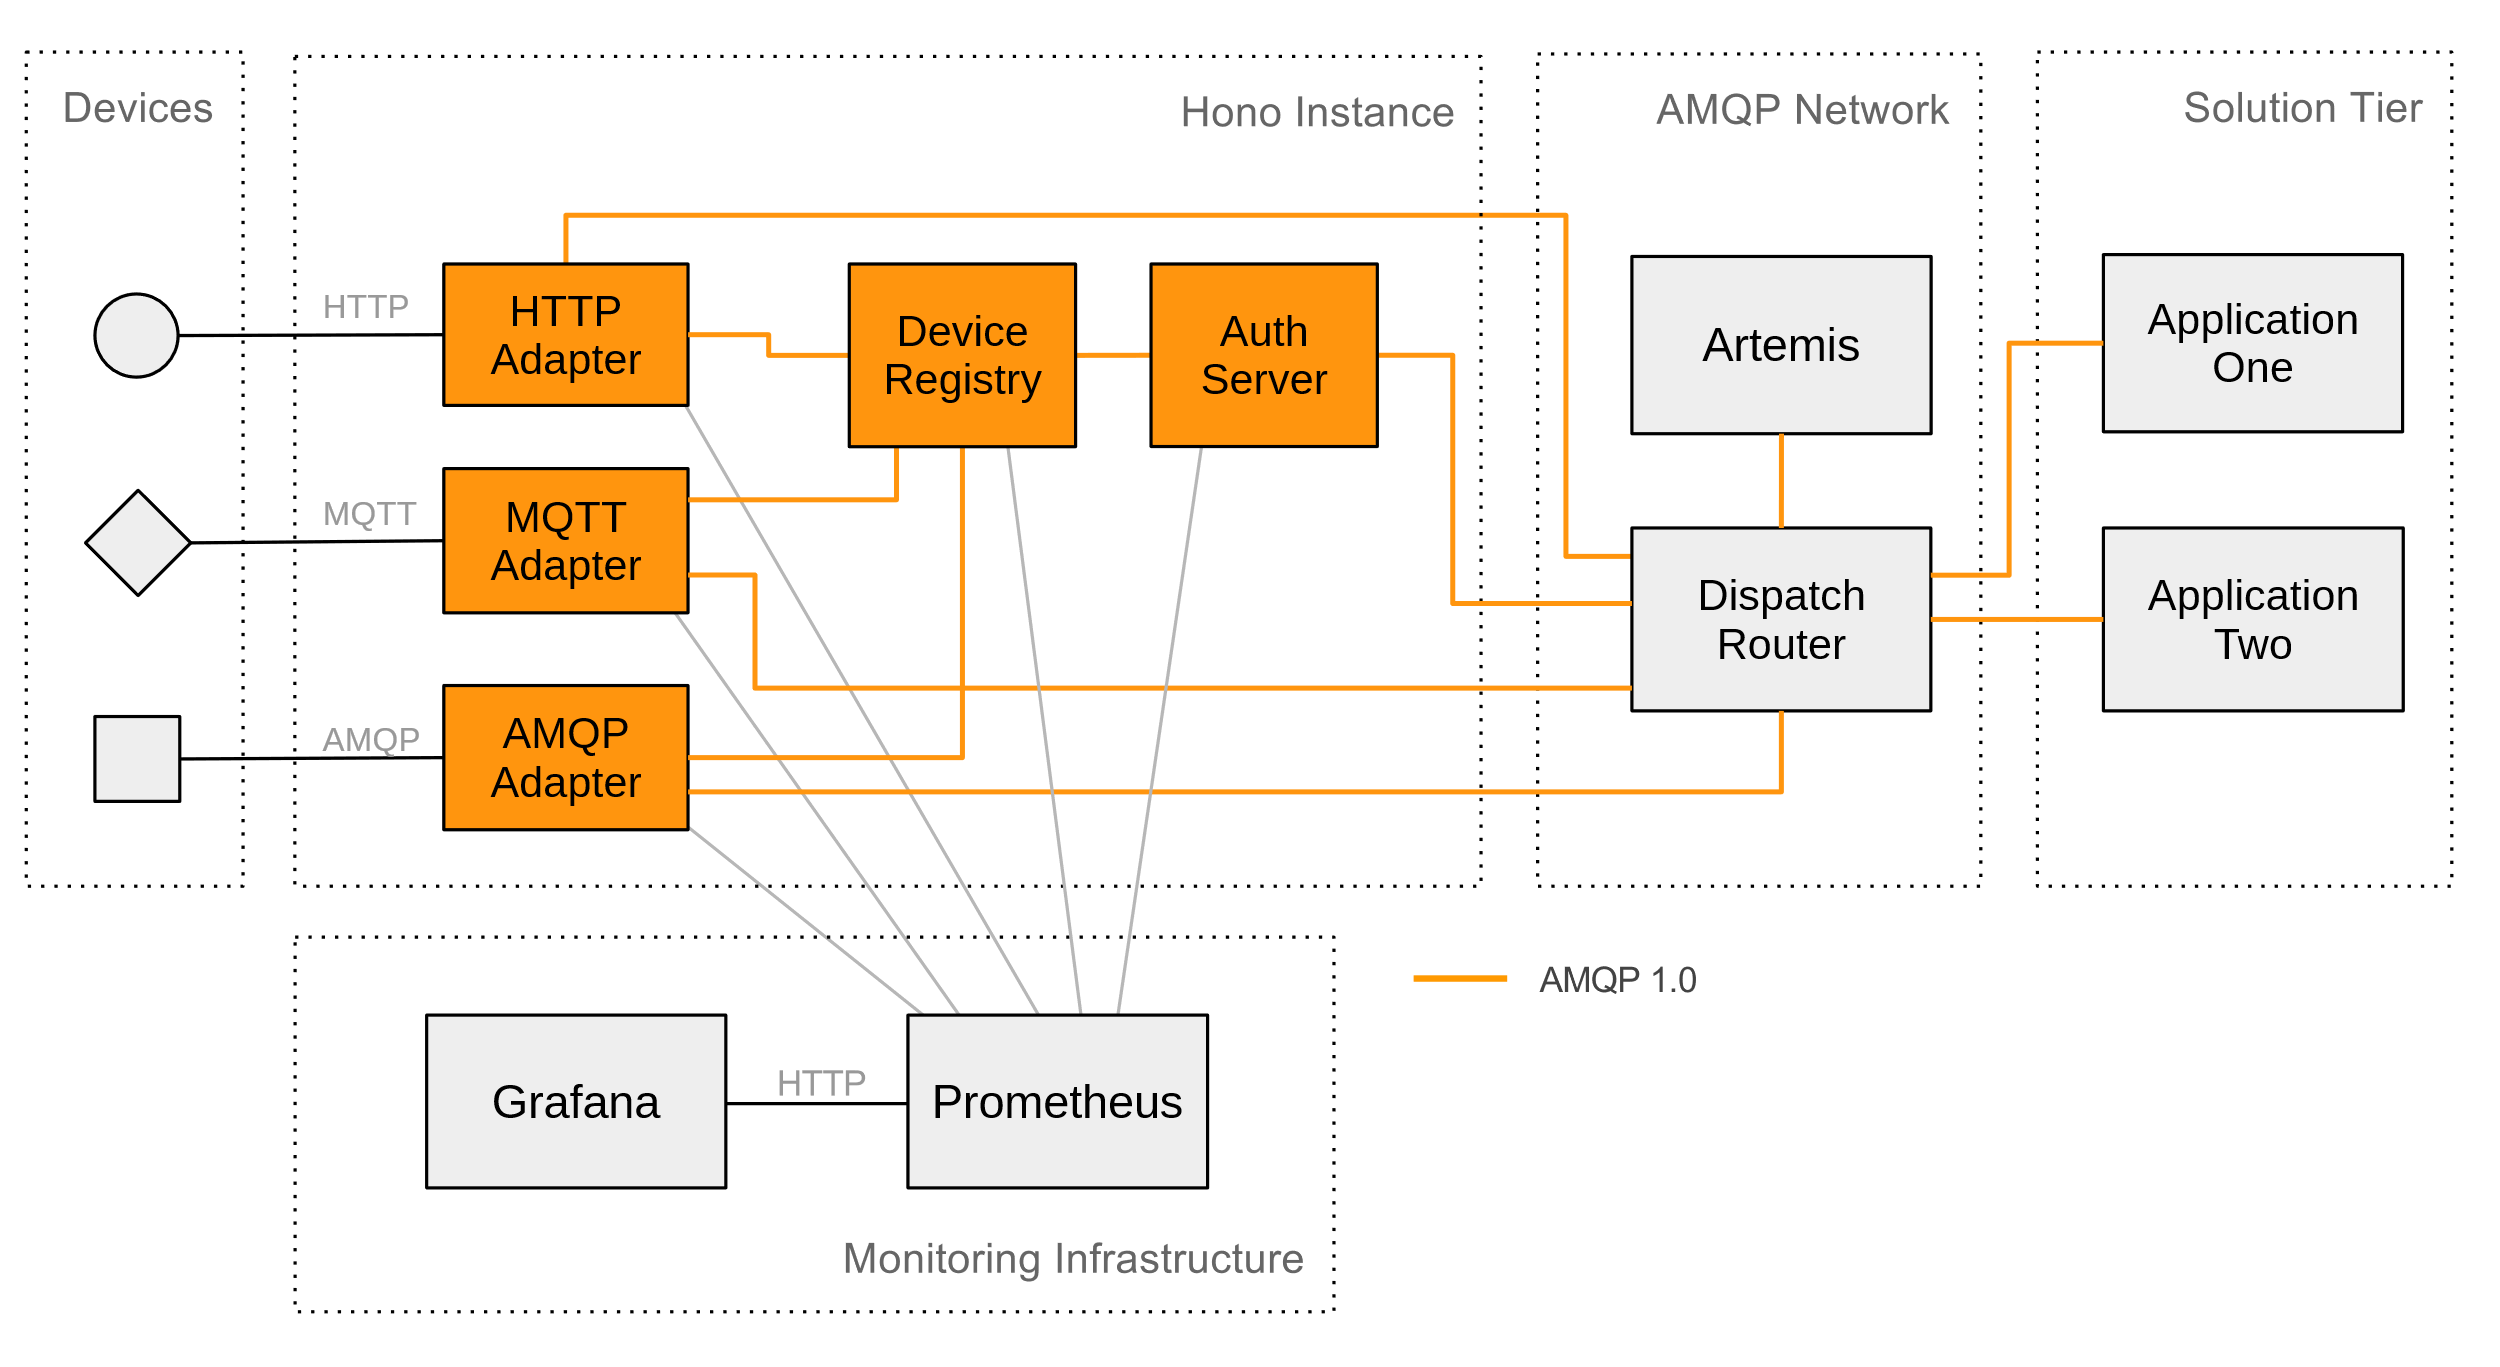 Devices
Hono Instance
AMQP Network
Solution Tier
HTTP
HTTP
Adapter
Device
Registry
Auth
Server
Artemis
Application
One
MQTT
MQTT
Adapter
Dispatch
Router
Application
Two
AMQP
AMQP
Adapter
AMQP 1.0
Grafana
HTTP
Prometheus
Monitoring Infrastructure